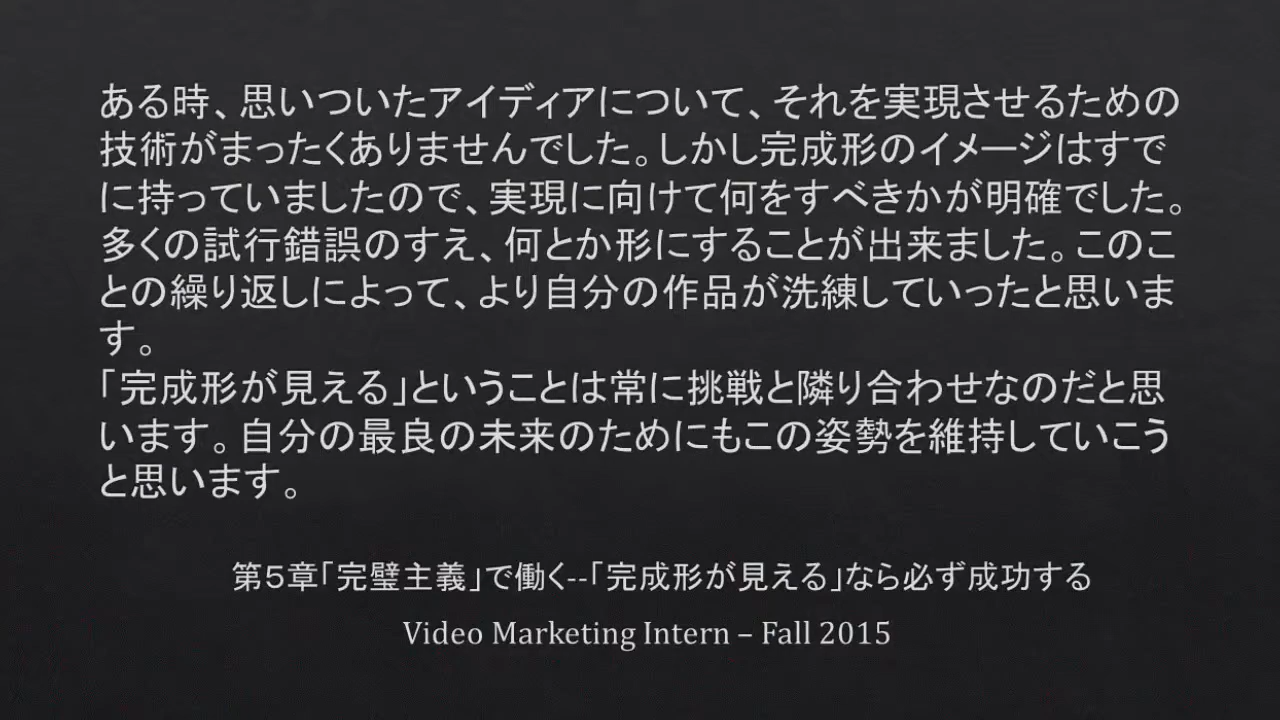 ある時、思いついたアイディアについて、それを実現させるための
技術がまったくありませんでした。しかし完成形のイメージはすで
に持っていましたので、実現に向けて何をすべきかが明確でした。
多くの試行錯誤のすえ、何とか形にすることが出来ました。このこ
との繰り返しによって、より自分の作品が洗練していったと思いま
す。
「完成形が見える」ということは常に挑戦と隣り合わせなのだと思
います。自分の最良の未来のためにもこの姿勢を維持していこう
と思います。
第５章「完璧主義」で働く--「完成形が見える」なら必ず成功する
Video Marketing Intern – Fall 2015